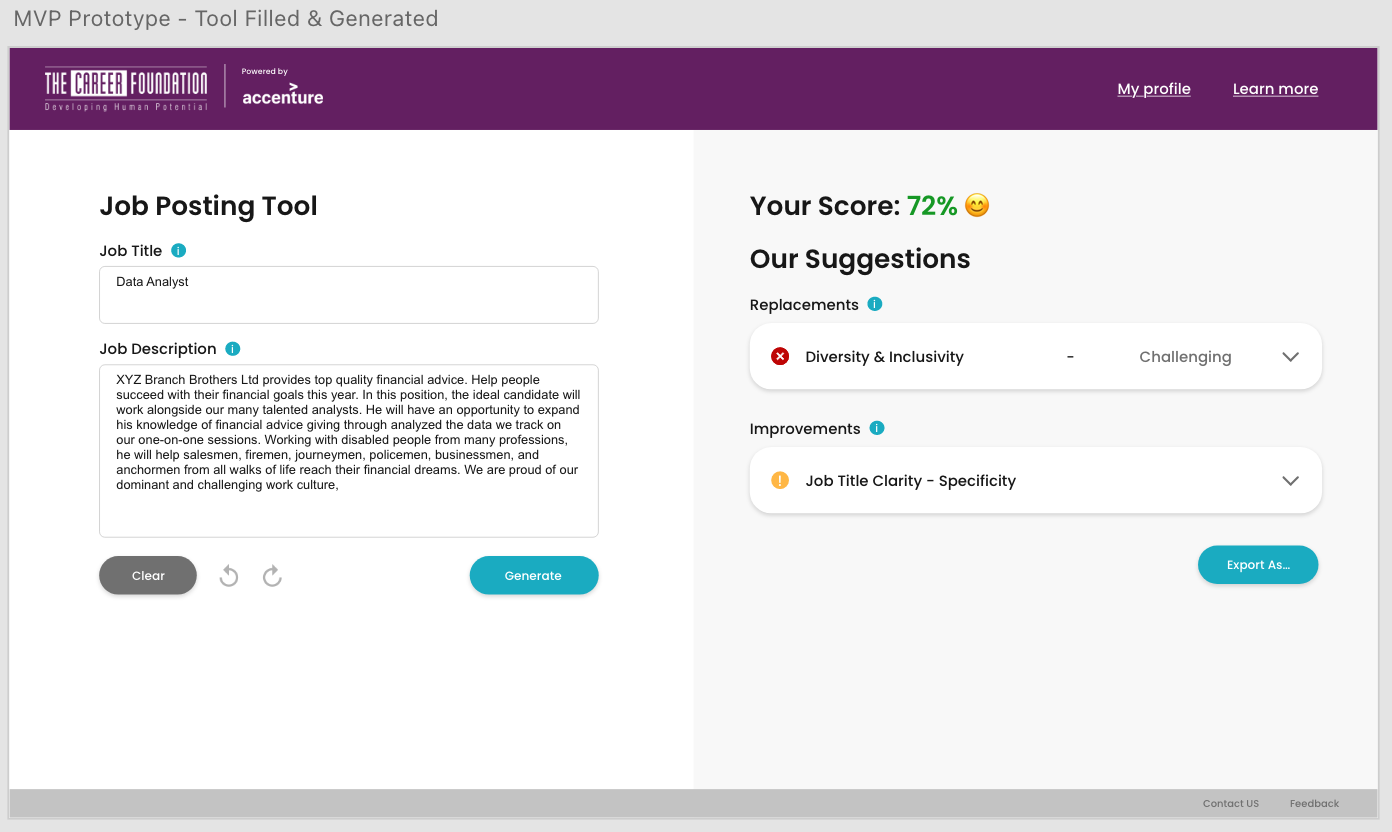 MVP Prototype - Tool Filled & Generated
THE CAREER FOUNDATION
Developing Human Potential
Powered by
accenture
My profile
Learn more
Job Posting Tool
Job Title
Data Analyst
Job Description
XYZ Branch Brothers Ltd provides top quality financial advice. Help people
succeed with their financial goals this year. In this position, the ideal candidate will
work alongside our many talented analysts. He will have an opportunity to expand
his knowledge of financial advice giving through analyzed the data we track on
our one-on-one sessions. Working with disabled people from many professions,
he will help salesmen, firemen, journeymen, policemen, businessmen, and
anchormen from all walks of life reach their financial dreams. We are proud of our
dominant and challenging work culture,
Clear
Generate
Your Score: 72% 😊
Our Suggestions
Replacements
Diversity & Inclusivity - Challenging
Improvements
Job Title Clarity - Specificity
Export As...
Contact US
Feedback